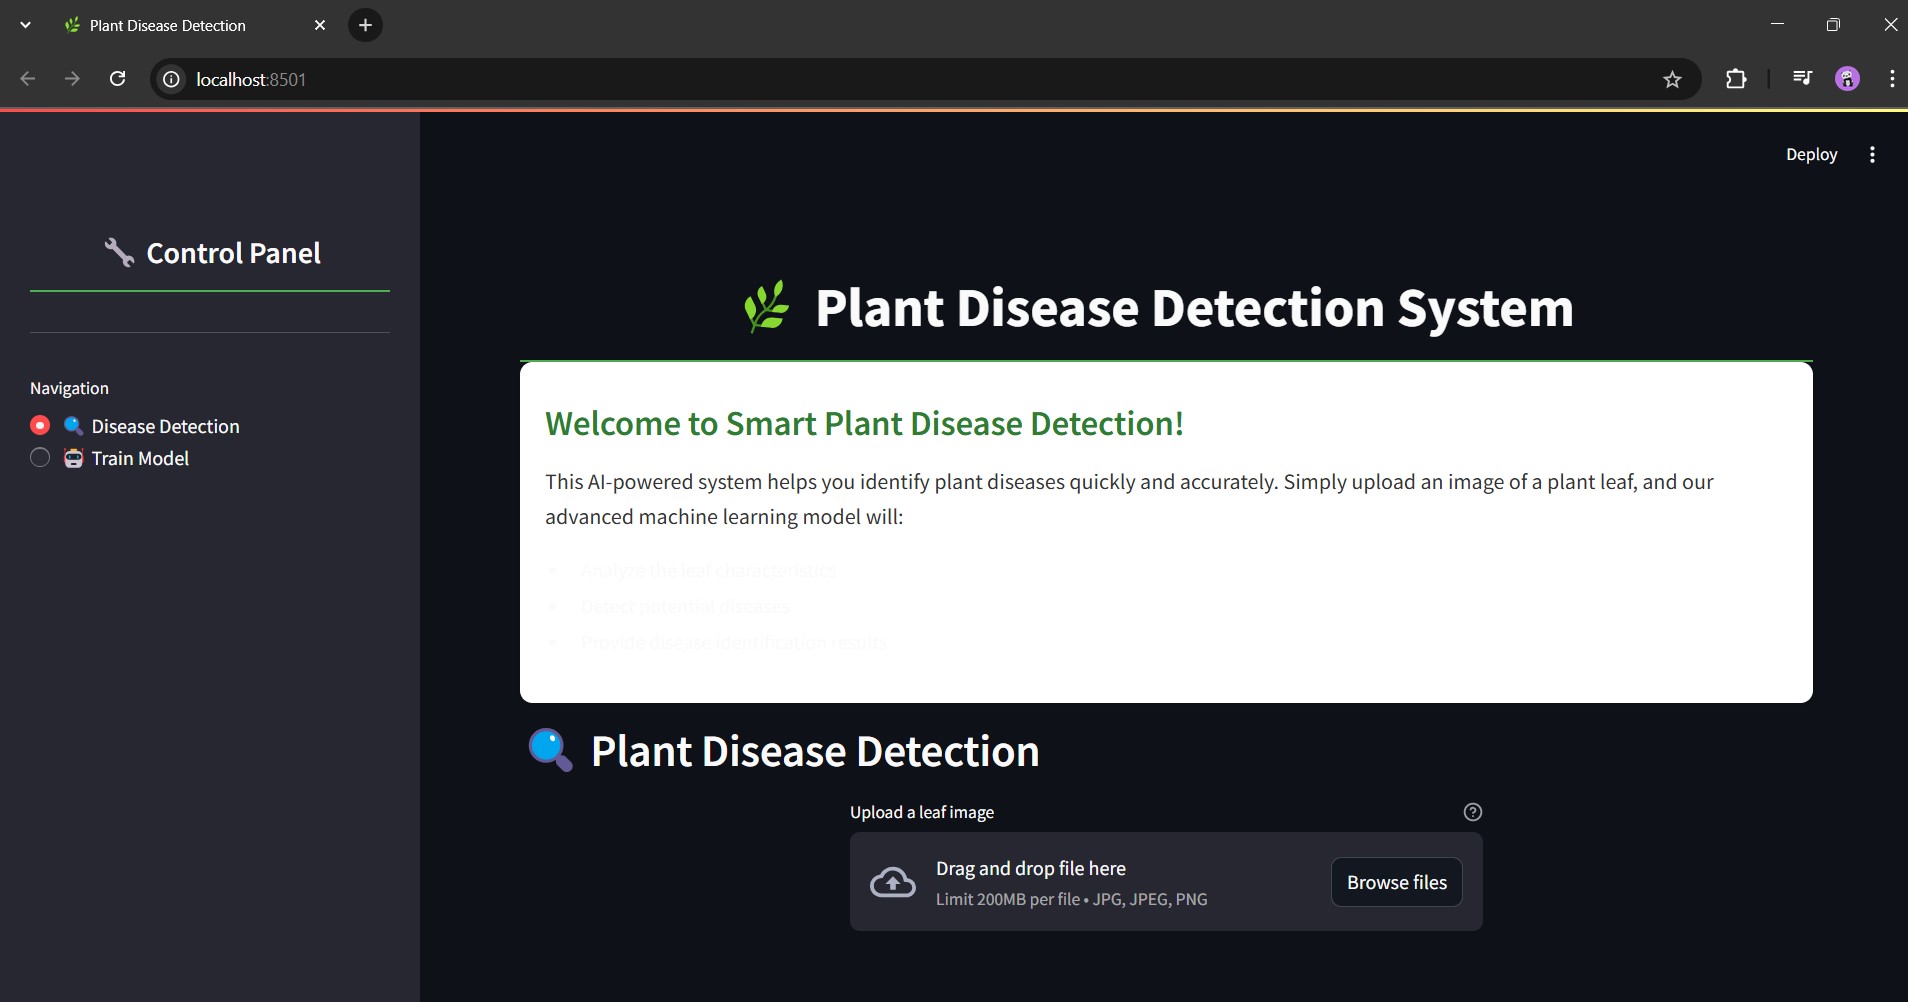 Plant Disease Detection
localhost:8501
Deploy
Control Panel
Navigation
Disease Detection
Train Model
Plant Disease Detection System
Welcome to Smart Plant Disease Detection!
This AI-powered system helps you identify plant diseases quickly and accurately. Simply upload an image of a plant leaf, and our
advanced machine learning model will:
• Analyze the leaf characteristics
• Detect potential diseases
• Provide disease identification results
Plant Disease Detection
Upload a leaf image
Drag and drop file here
Limit 200MB per file • JPG, JPEG, PNG
Browse files